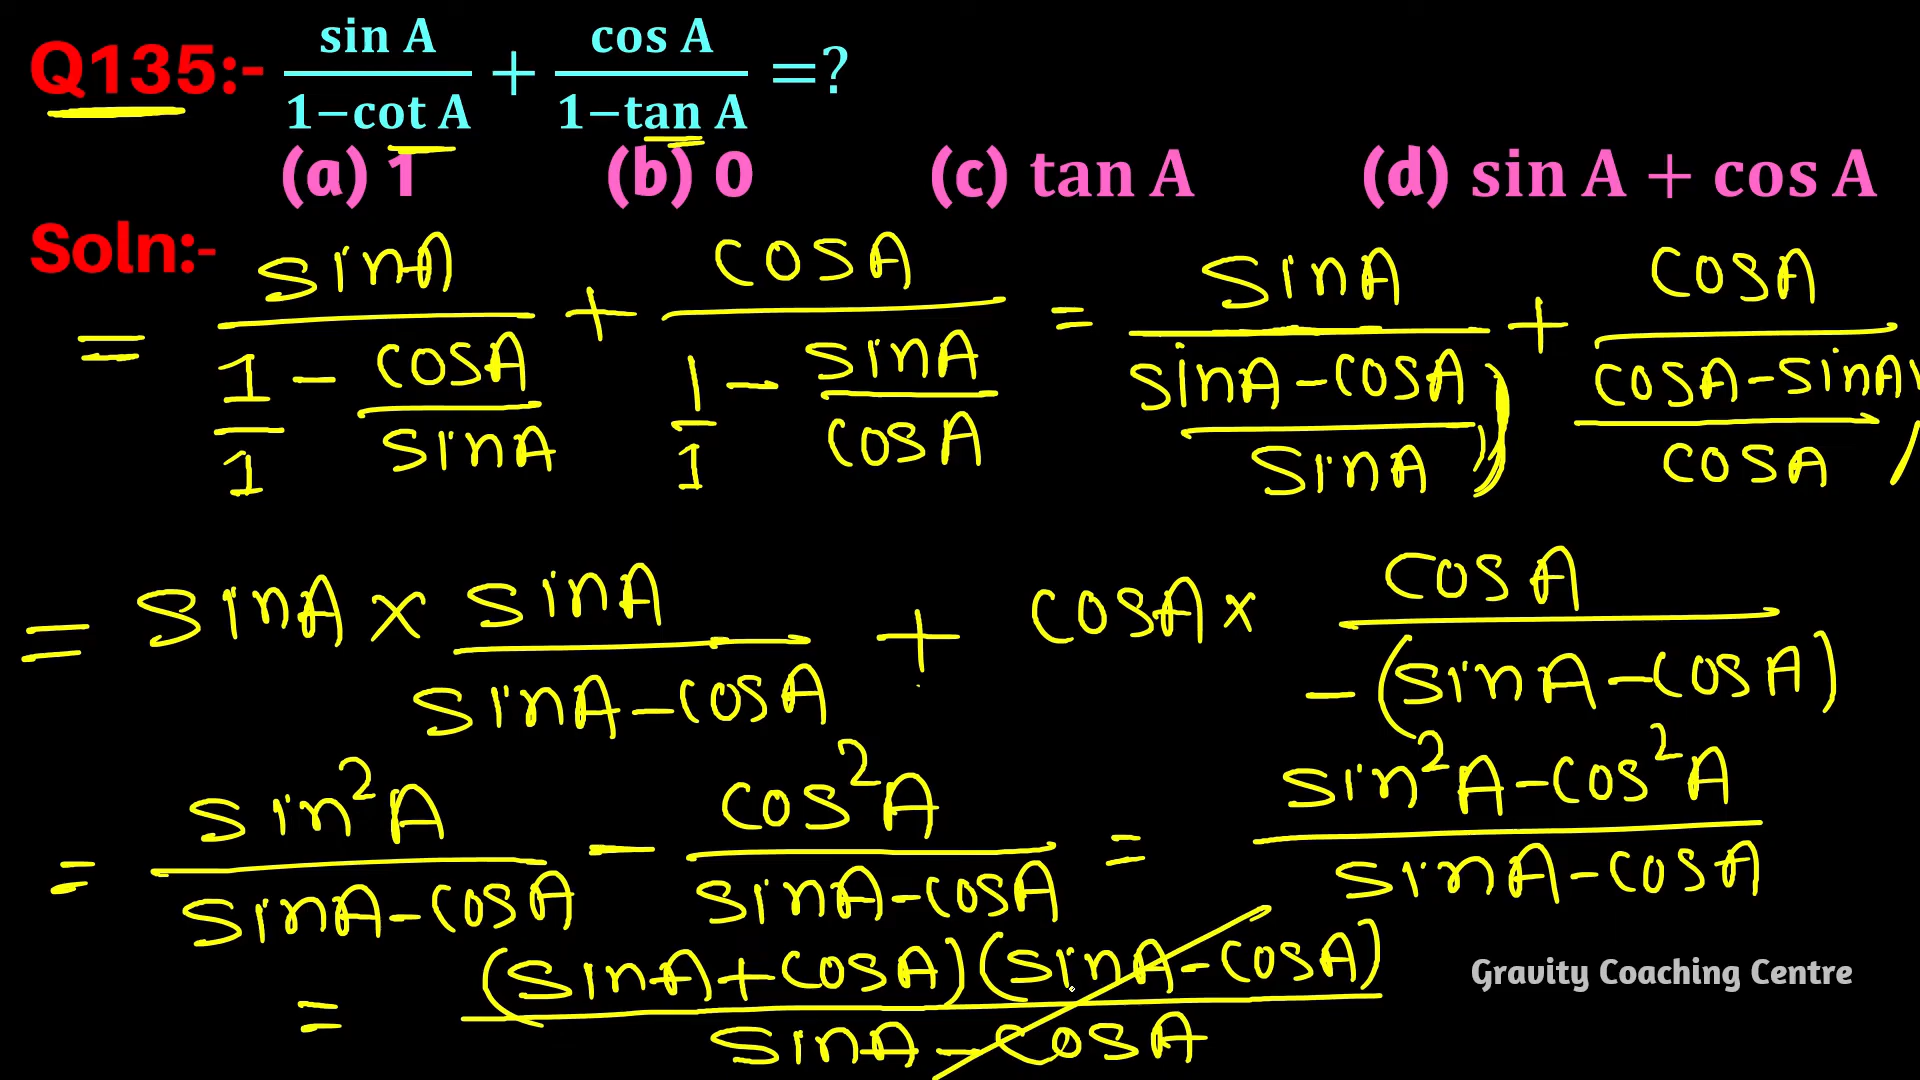 Q135:- sin A/(1−cot A) + cos A/(1−tan A) =?
(a) 1 (b) 0 (c) tan A (d) sin A + cos A
Soln:-
= sinA/(1/1 − cosA/sinA) + cosA/(1/1 − sinA/cosA) = sinA/((sinA−cosA)/sinA) + cosA/((cosA−sinA)/cosA)
= sinA × sinA/(sinA−cosA) + cosA × cosA/(−(sinA−cosA))
= sin²A/(sinA−cosA) − cos²A/(sinA−cosA) = (sin²A−cos²A)/(sinA−cosA)
= (sinA+cosA)(sinA−cosA)/(sinA−cosA)
Gravity Coaching Centre